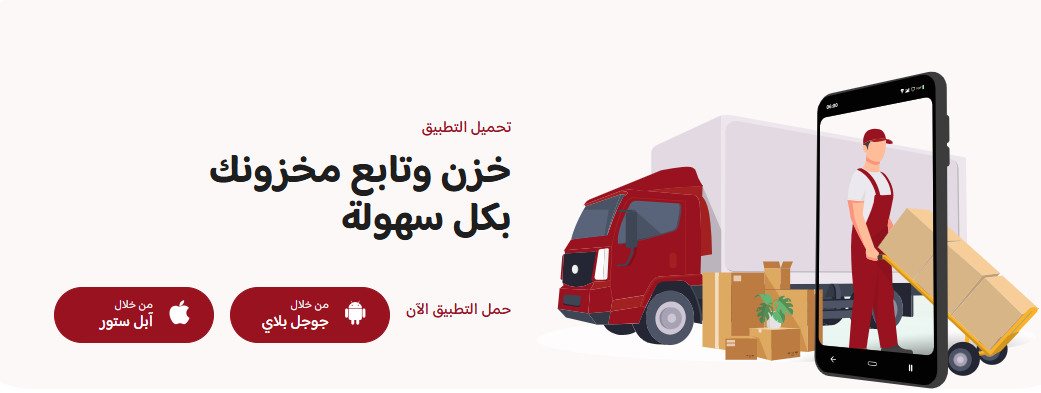 تحميل التطبيق
خزن وتابع مخزونك
بكل سهولة
حمل التطبيق الآن
من خلال
جوجل بلاي
من خلال
آبل ستور